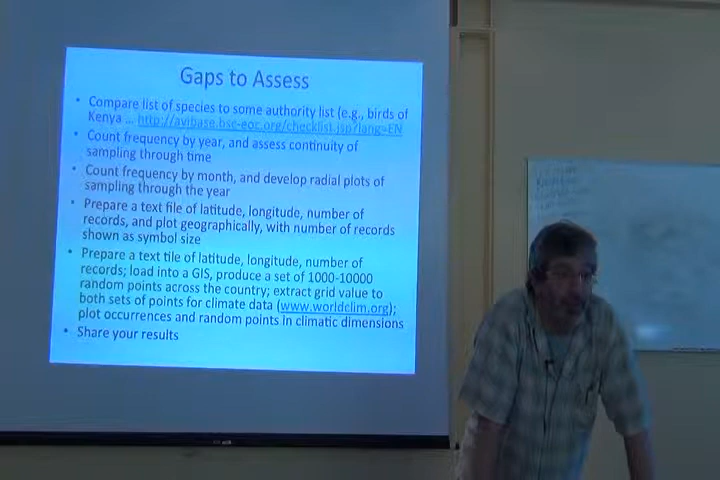 Gaps to Assess
• Compare list of species to some authority list (e.g., birds of
Kenya ... http://avibase.bsc-eoc.org/checklist.jsp?lang=EN
• Count frequency by year, and assess continuity of
sampling through time
• Count frequency by month, and develop radial plots of
sampling through the year
• Prepare a text file of latitude, longitude, number of
records, and plot geographically, with number of records
shown as symbol size
• Prepare a text file of latitude, longitude, number of
records; load into a GIS, produce a set of 1000-10000
random points across the country; extract grid value to
both sets of points for climate data (www.worldclim.org);
plot occurrences and random points in climatic dimensions
• Share your results